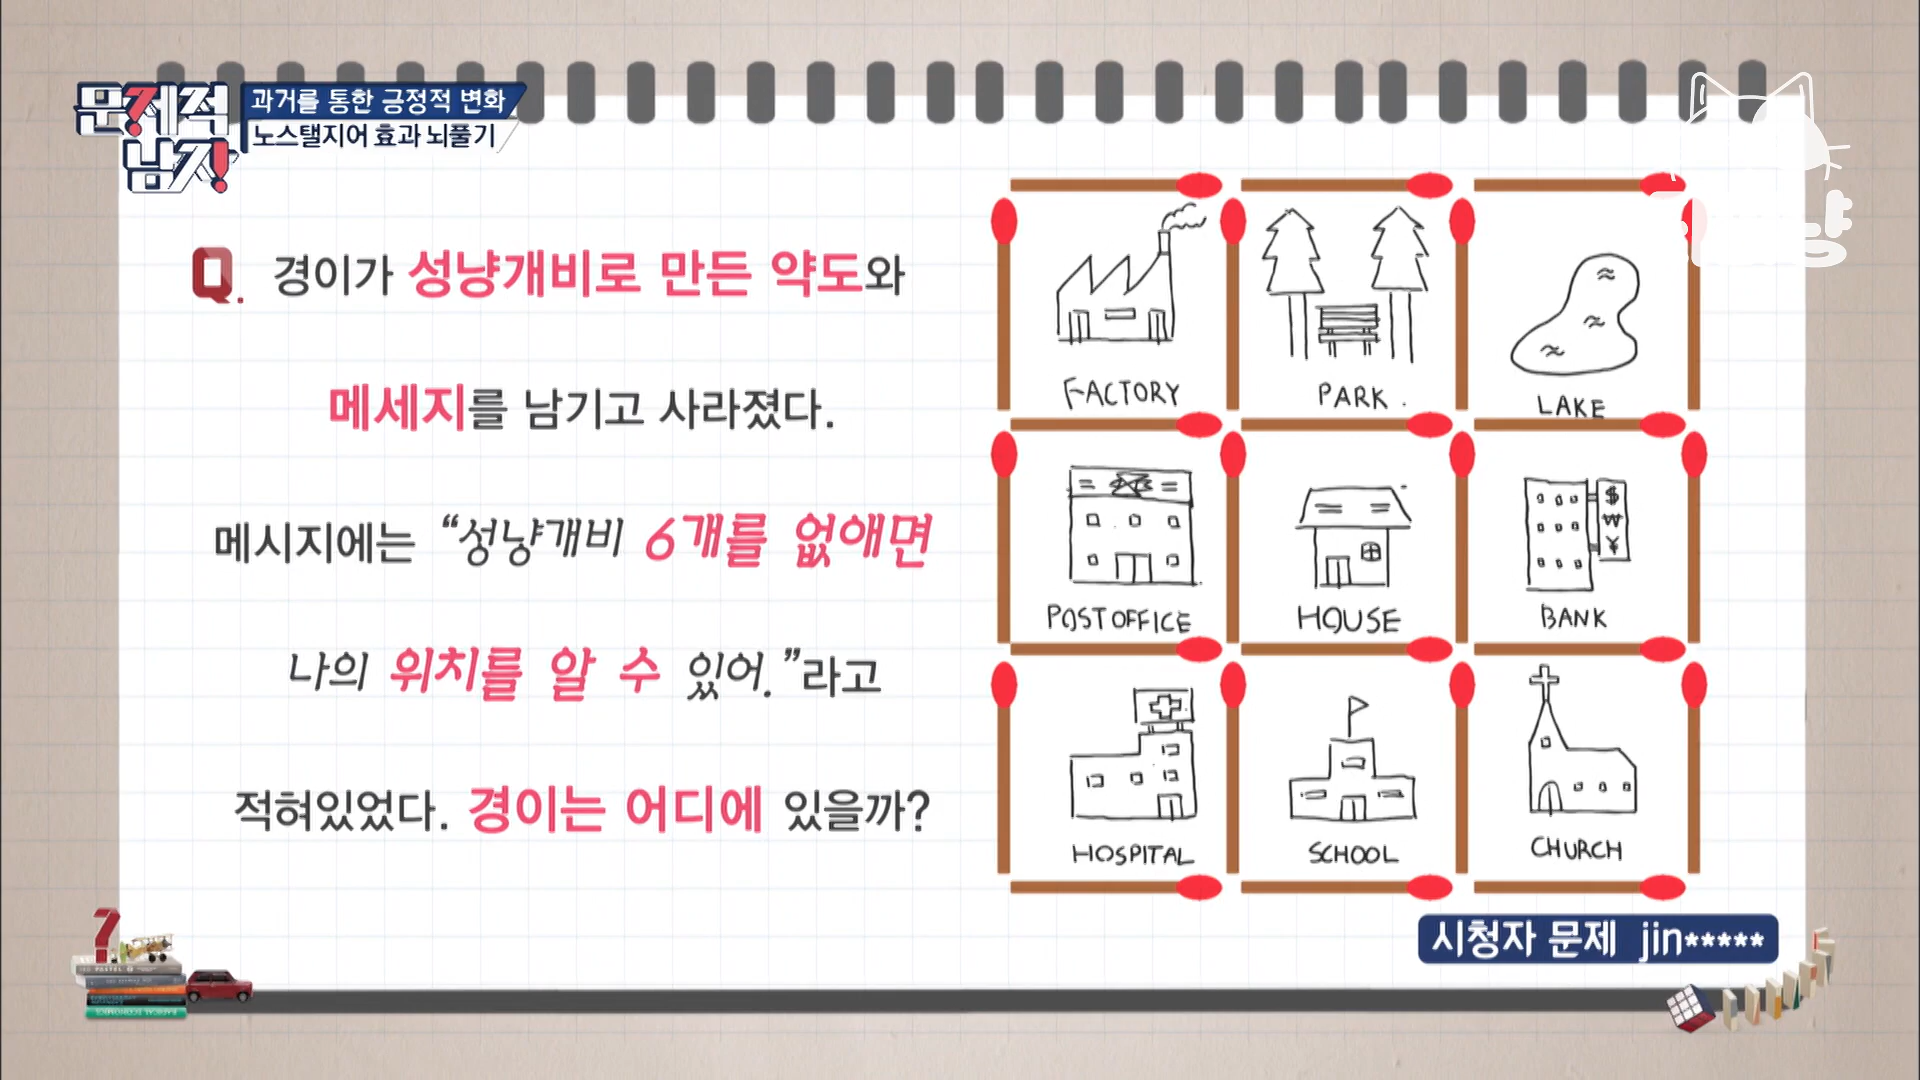 문제적
남자!
과거를 통한 긍정적 변화
노스탤지어 효과 뇌풀기
Q. 경이가 성냥개비로 만든 약도와
메세지를 남기고 사라졌다.
메시지에는 “성냥개비 6개를 없애면
나의 위치를 알 수 있어.”라고
적혀있었다. 경이는 어디에 있을까?
FACTORY
PARK.
LAKE
POST OFFICE
HOUSE
$
₩
¥
BANK
HOSPITAL
SCHOOL
CHURCH
시청자 문제 jin*****